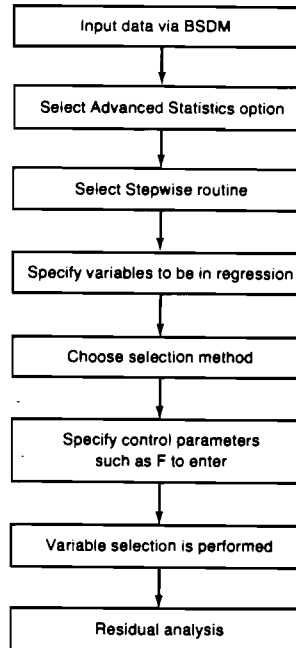 Input data via BSDM
Select Advanced Statistics option
Select Stepwise routine
Specify variables to be in regression
Choose selection method
Specify control parameters
such as F to enter
Variable selection is performed
Residual analysis